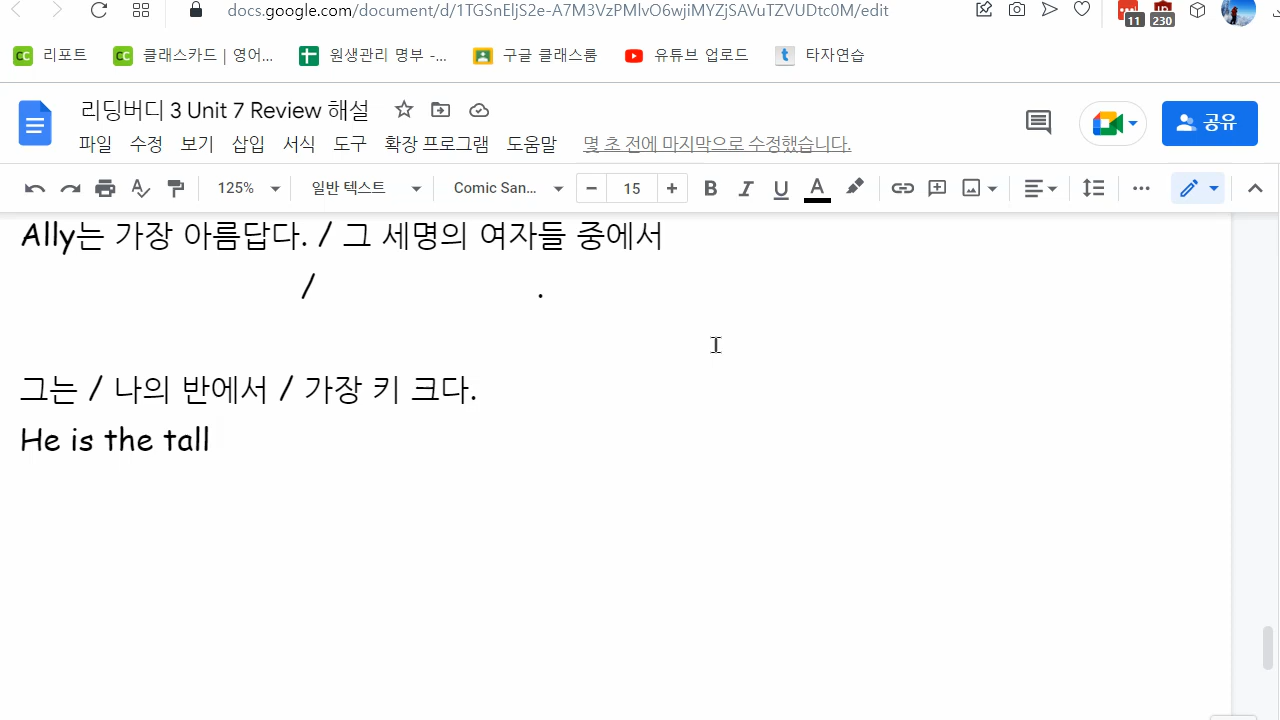 docs.google.com/document/d/1TGSnEljS2e-A7M3VzPMlvO6wjiMYZjSAVuTZVUDtc0M/edit
11 230
리포트 클래스카드 | 영어... 원생관리 명부 -... 구글 클래스룸 유튜브 업로드 타자연습
리딩버디 3 Unit 7 Review 해설
공유
파일 수정 보기 삽입 서식 도구 확장 프로그램 도움말 몇 초 전에 마지막으로 수정했습니다.
125% 일반 텍스트 Comic San... 15 B I U A
Ally는 가장 아름답다. / 그 세명의 여자들 중에서
/ .
그는 / 나의 반에서 / 가장 키 크다.
He is the tall